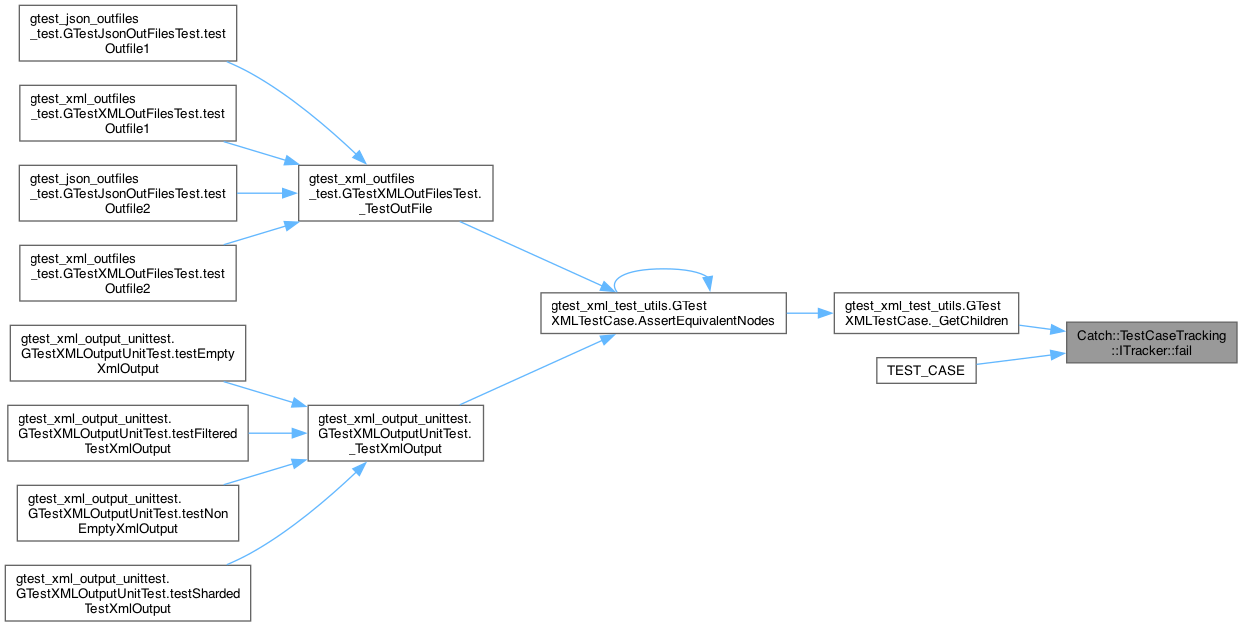 gtest_json_outfiles
_test.GTestJsonOutFilesTest.test
Outfile1
gtest_xml_outfiles
_test.GTestXMLOutFilesTest.test
Outfile1
gtest_json_outfiles
_test.GTestJsonOutFilesTest.test
Outfile2
gtest_xml_outfiles
_test.GTestXMLOutFilesTest.test
Outfile2
gtest_xml_output_unittest.
GTestXMLOutputUnitTest.testEmpty
XmlOutput
gtest_xml_output_unittest.
GTestXMLOutputUnitTest.testFiltered
TestXmlOutput
gtest_xml_output_unittest.
GTestXMLOutputUnitTest.testNon
EmptyXmlOutput
gtest_xml_output_unittest.
GTestXMLOutputUnitTest.testSharded
TestXmlOutput
gtest_xml_outfiles
_test.GTestXMLOutFilesTest.
_TestOutFile
gtest_xml_output_unittest.
GTestXMLOutputUnitTest.
_TestXmlOutput
gtest_xml_test_utils.GTest
XMLTestCase.AssertEquivalentNodes
gtest_xml_test_utils.GTest
XMLTestCase._GetChildren
TEST_CASE
Catch::TestCaseTracking
::ITracker::fail